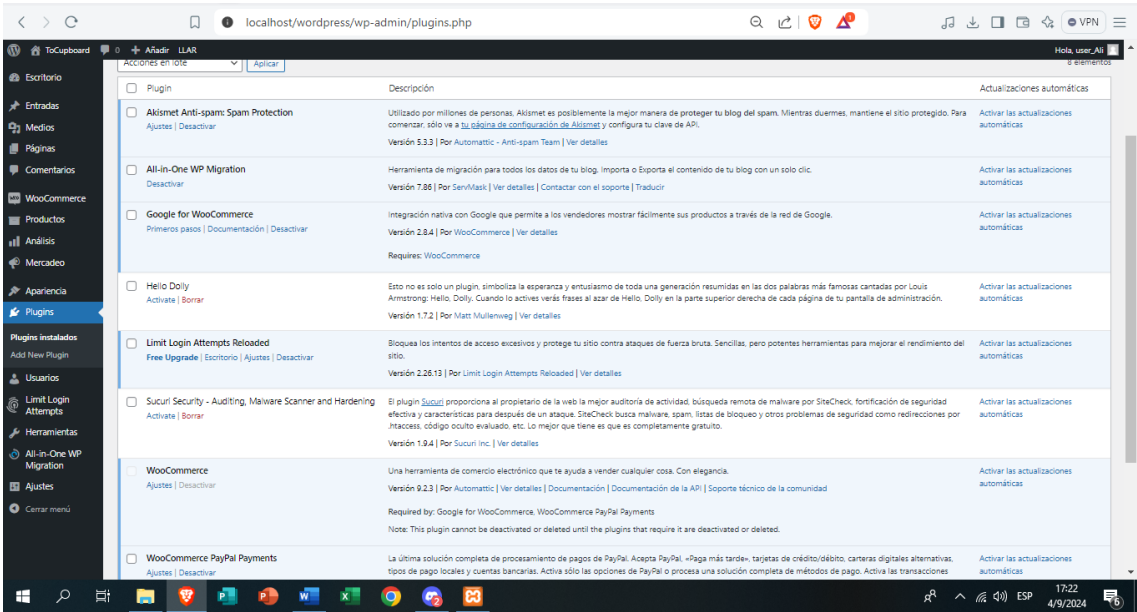 localhost/wordpress/wp-admin/plugins.php
VPN
ToCupboard 0 Añadir LLAR
Hola, user_Ali
Escritorio
Entradas
Medios
Páginas
Comentarios
WooCommerce
Productos
Análisis
Mercadeo
Apariencia
Plugins
Plugins instalados
Add New Plugin
Usuarios
Limit Login
Attempts
Herramientas
All-in-One WP
Migration
Ajustes
Cerrar menú
Acciones en lote
Aplicar
8 elementos
Plugin Descripción Actualizaciones automáticas
Akismet Anti-spam: Spam Protection
Ajustes | Desactivar
Utilizado por millones de personas, Akismet es posiblemente la mejor manera de proteger tu blog del spam. Mientras duermes, mantiene el sitio protegido. Para
comenzar, sólo ve a tu página de configuración de Akismet y configura tu clave de API.
Versión 5.3.3 | Por Automattic - Anti-spam Team | Ver detalles
Activar las actualizaciones
automáticas
All-in-One WP Migration
Desactivar
Herramienta de migración para todos los datos de tu blog. Importa o Exporta el contenido de tu blog con un solo clic.
Versión 7.86 | Por ServMask | Ver detalles | Contactar con el soporte | Traducir
Activar las actualizaciones
automáticas
Google for WooCommerce
Primeros pasos | Documentación | Desactivar
Integración nativa con Google que permite a los vendedores mostrar fácilmente sus productos a través de la red de Google.
Versión 2.8.4 | Por WooCommerce | Ver detalles
Requires: WooCommerce
Activar las actualizaciones
automáticas
Hello Dolly
Activate | Borrar
Esto no es solo un plugin, simboliza la esperanza y entusiasmo de toda una generación resumidas en las dos palabras más famosas cantadas por Louis
Armstrong: Hello, Dolly. Cuando lo actives verás frases al azar de Hello, Dolly en la parte superior derecha de cada página de tu pantalla de administración.
Versión 1.7.2 | Por Matt Mullenweg | Ver detalles
Activar las actualizaciones
automáticas
Limit Login Attempts Reloaded
Free Upgrade | Escritorio | Ajustes | Desactivar
Bloquea los intentos de acceso excesivos y protege tu sitio contra ataques de fuerza bruta. Sencillas, pero potentes herramientas para mejorar el rendimiento del
sitio.
Versión 2.26.13 | Por Limit Login Attempts Reloaded | Ver detalles
Activar las actualizaciones
automáticas
Sucuri Security - Auditing, Malware Scanner and Hardening
Activate | Borrar
El plugin Sucuri proporciona al propietario de la web la mejor auditoría de actividad, búsqueda remota de malware por SiteCheck, fortificación de seguridad
efectiva y características para después de un ataque. SiteCheck busca malware, spam, listas de bloqueo y otros problemas de seguridad como redirecciones por
.htaccess, código oculto evaluado, etc. Lo mejor que tiene es que es completamente gratuito.
Versión 1.9.4 | Por Sucuri Inc. | Ver detalles
Activar las actualizaciones
automáticas
WooCommerce
Ajustes | Desactivar
Una herramienta de comercio electrónico que te ayuda a vender cualquier cosa. Con elegancia.
Versión 9.2.3 | Por Automattic | Ver detalles | Documentación | Documentación de la API | Soporte técnico de la comunidad
Required by: Google for WooCommerce, WooCommerce PayPal Payments
Note: This plugin cannot be deactivated or deleted until the plugins that require it are deactivated or deleted.
Activar las actualizaciones
automáticas
WooCommerce PayPal Payments
Ajustes | Desactivar
La última solución completa de procesamiento de pagos de PayPal. Acepta PayPal, «Paga más tarde», tarjetas de crédito/débito, carteras digitales alternativas,
tipos de pago locales y cuentas bancarias. Activa sólo las opciones de PayPal o procesa una solución completa de métodos de pago. Activa las transacciones
Activar las actualizaciones
automáticas
ESP
17:22
4/9/2024
6